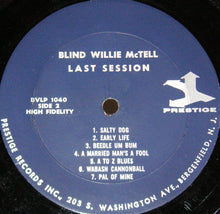 BLIND WILLIE McTELL
LAST SESSION
BVLP 1040
SIDE 2
HIGH FIDELITY
PRESTIGE
1. SALTY DOG
2. EARLY LIFE
3. BEEDLE UM BUM
4. A MARRIED MAN'S A FOOL
5. A TO Z BLUES
6. WABASH CANNONBALL
7. PAL OF MINE
PRESTIGE RECORDS INC., 203 S. WASHINGTON AVE., BERGENFIELD, N. J.